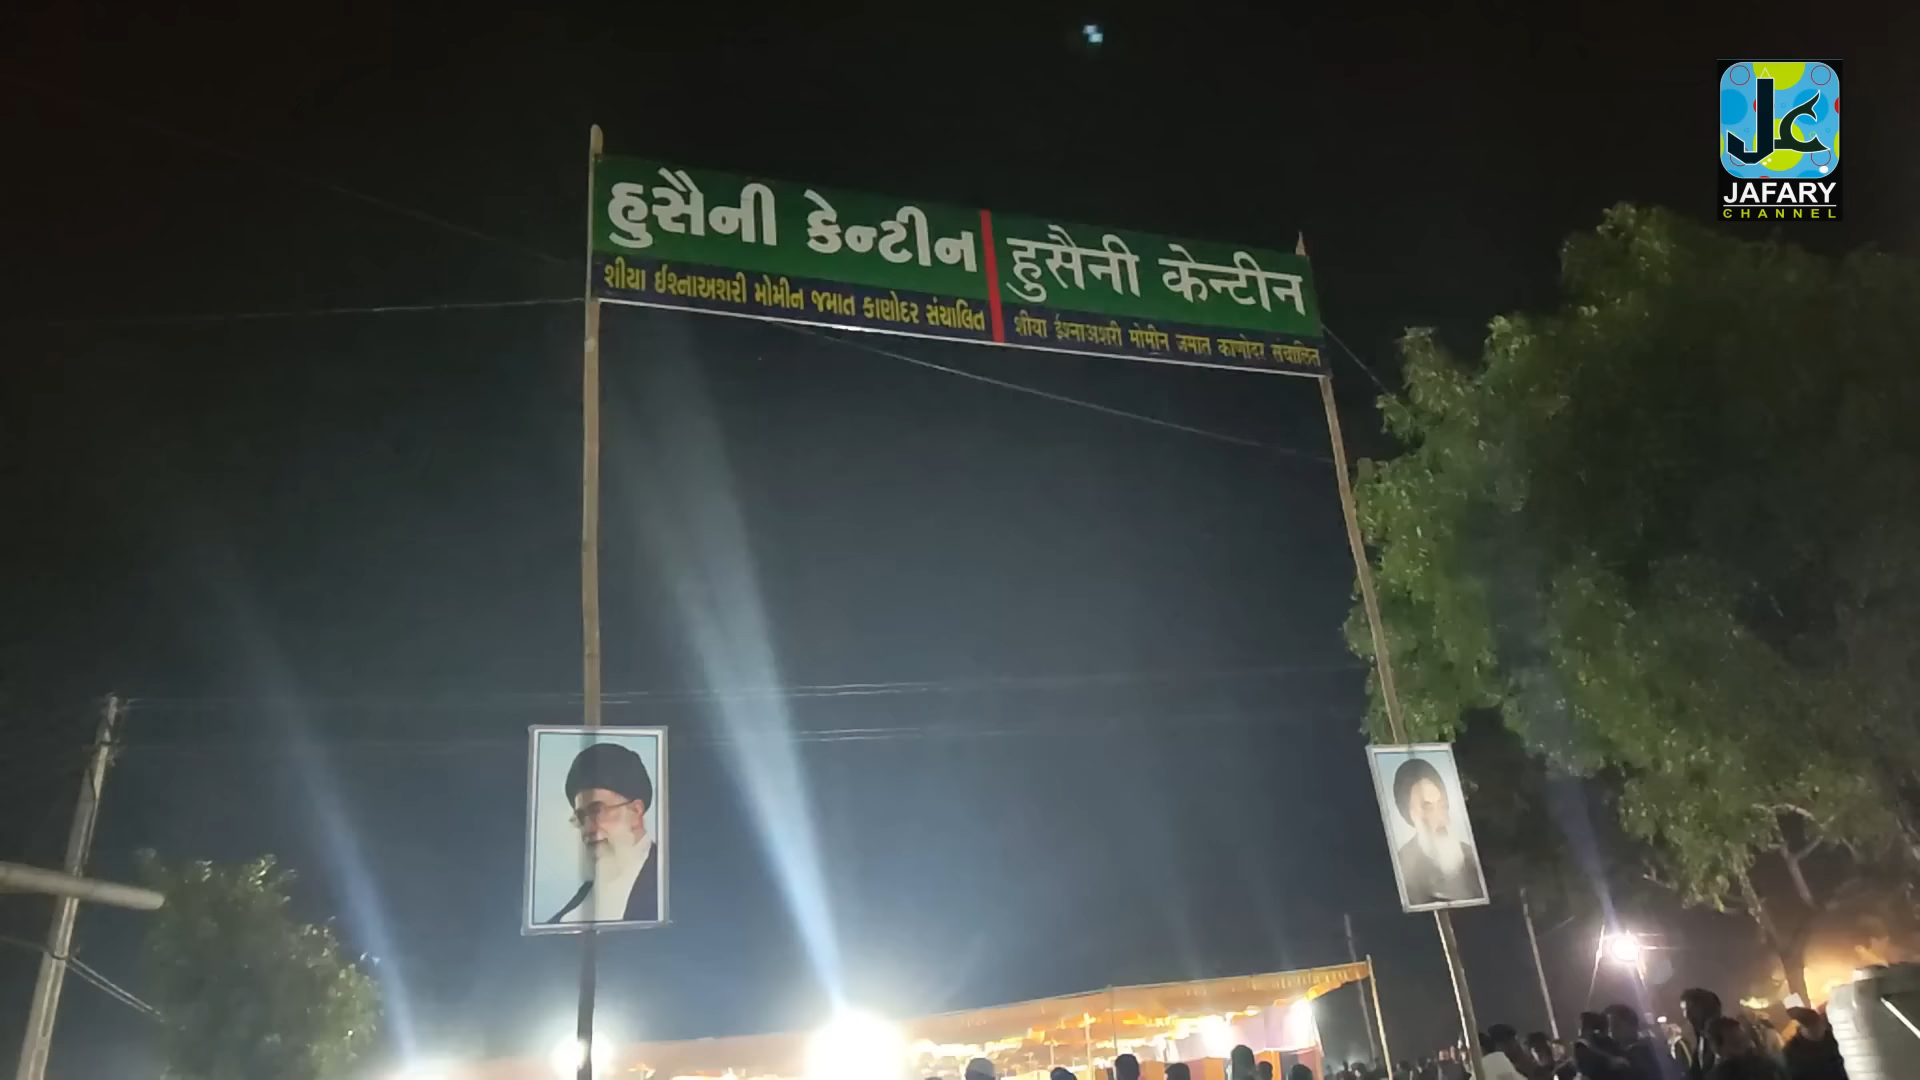 હુસૈની કેન્ટીન
શીયા ઈશ્નાઅશરી મોમીન જમાત કાણોદર સંચાલિત
हुसैनी केन्टीन
शीया ईश्नाअशरी मोमीन जमात काणोदर संचालित
JAFARY
CHANNEL